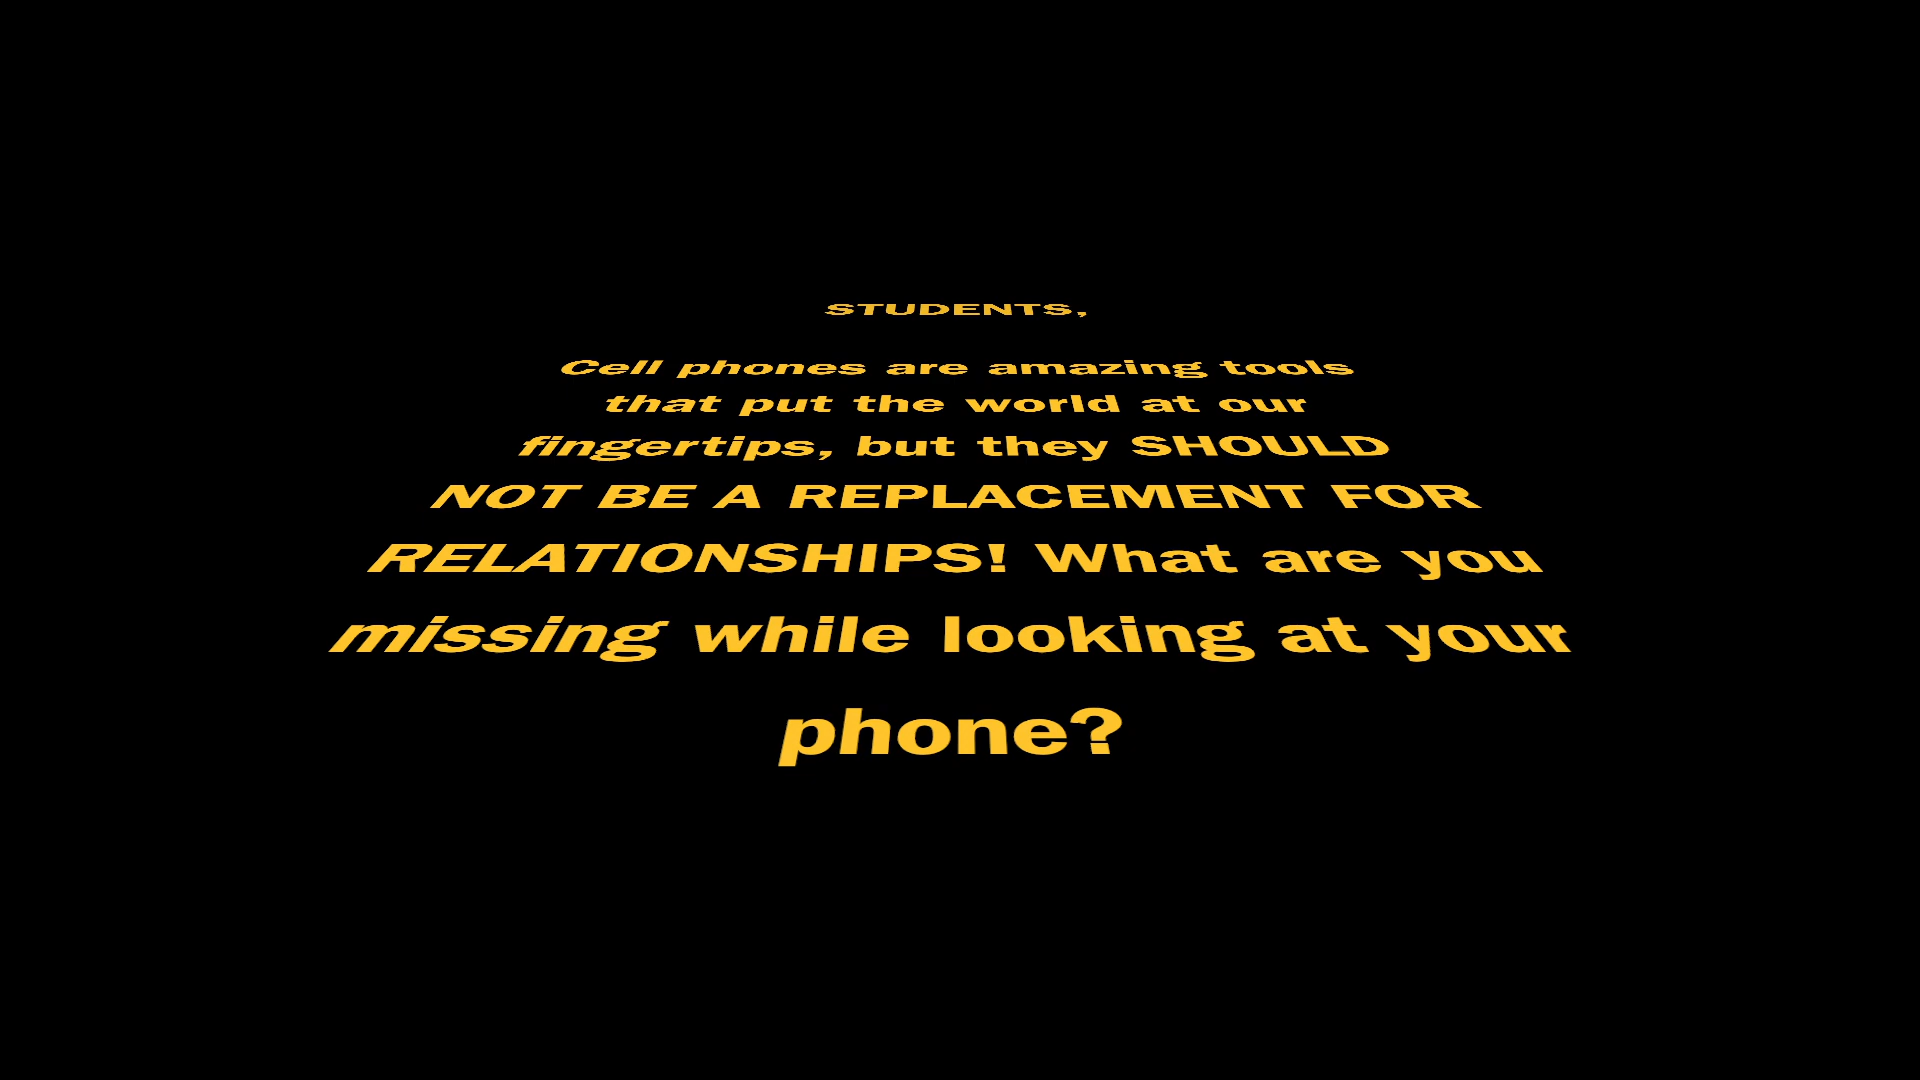 STUDENTS,
Cell phones are amazing tools
that put the world at our
fingertips, but they SHOULD
NOT BE A REPLACEMENT FOR
RELATIONSHIPS! What are you
missing while looking at your
phone?